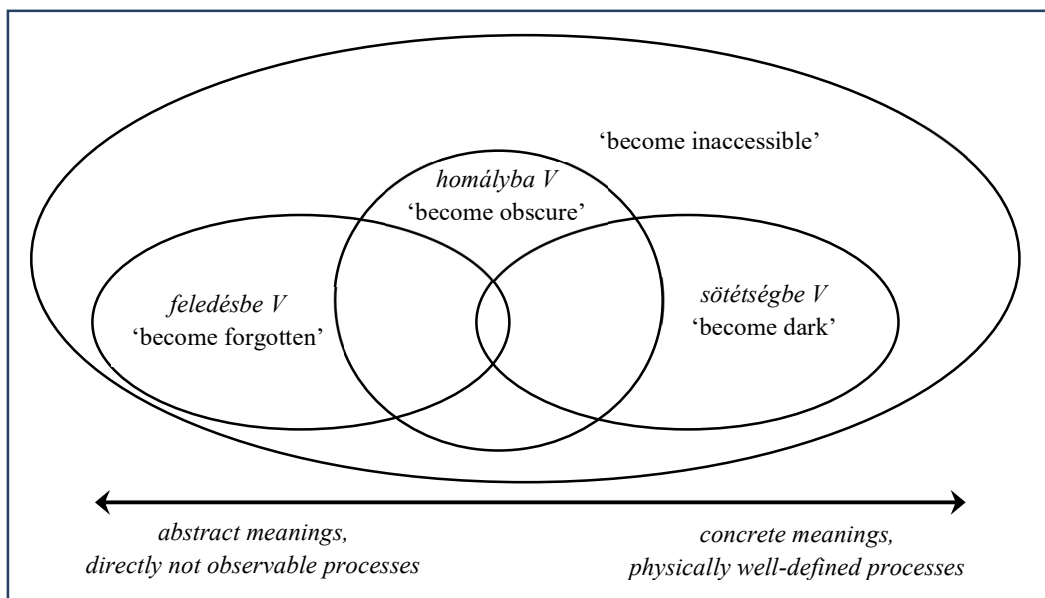 ‘become inaccessible’
homályba V
‘become obscure’
feledésbe V
‘become forgotten’
sötétségbe V
‘become dark’
abstract meanings,
directly not observable processes
concrete meanings,
physically well-defined processes